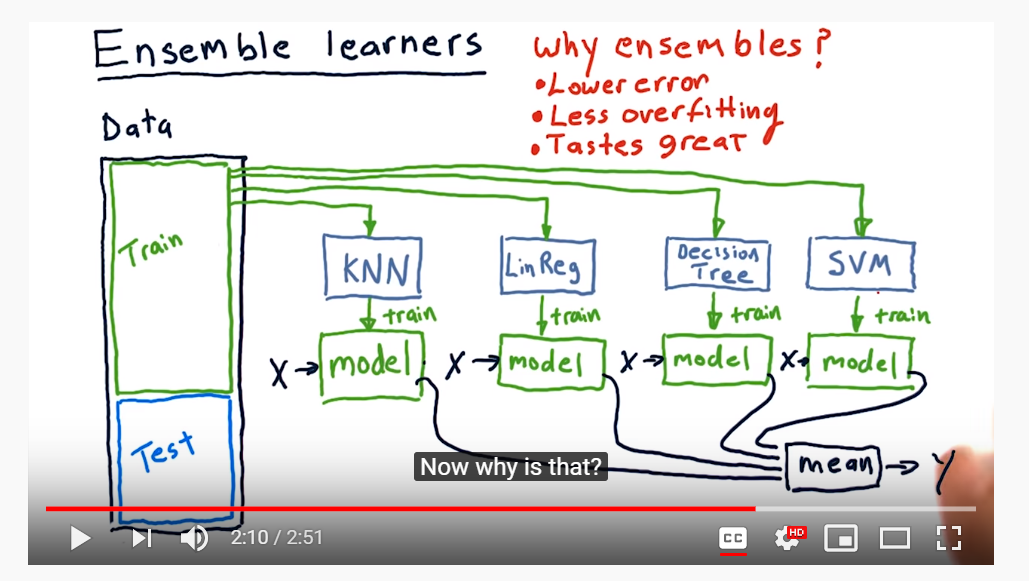 Ensemble learners
Why ensembles?
• Lower error
• Less overfitting
• Tastes great
Data
Train
Test
KNN
LinReg
Decision
Tree
SVM
train
train
train
train
X
model
X
model
X
model
X
model
mean
Y
Now why is that?
2:10 / 2:51
CC
HD